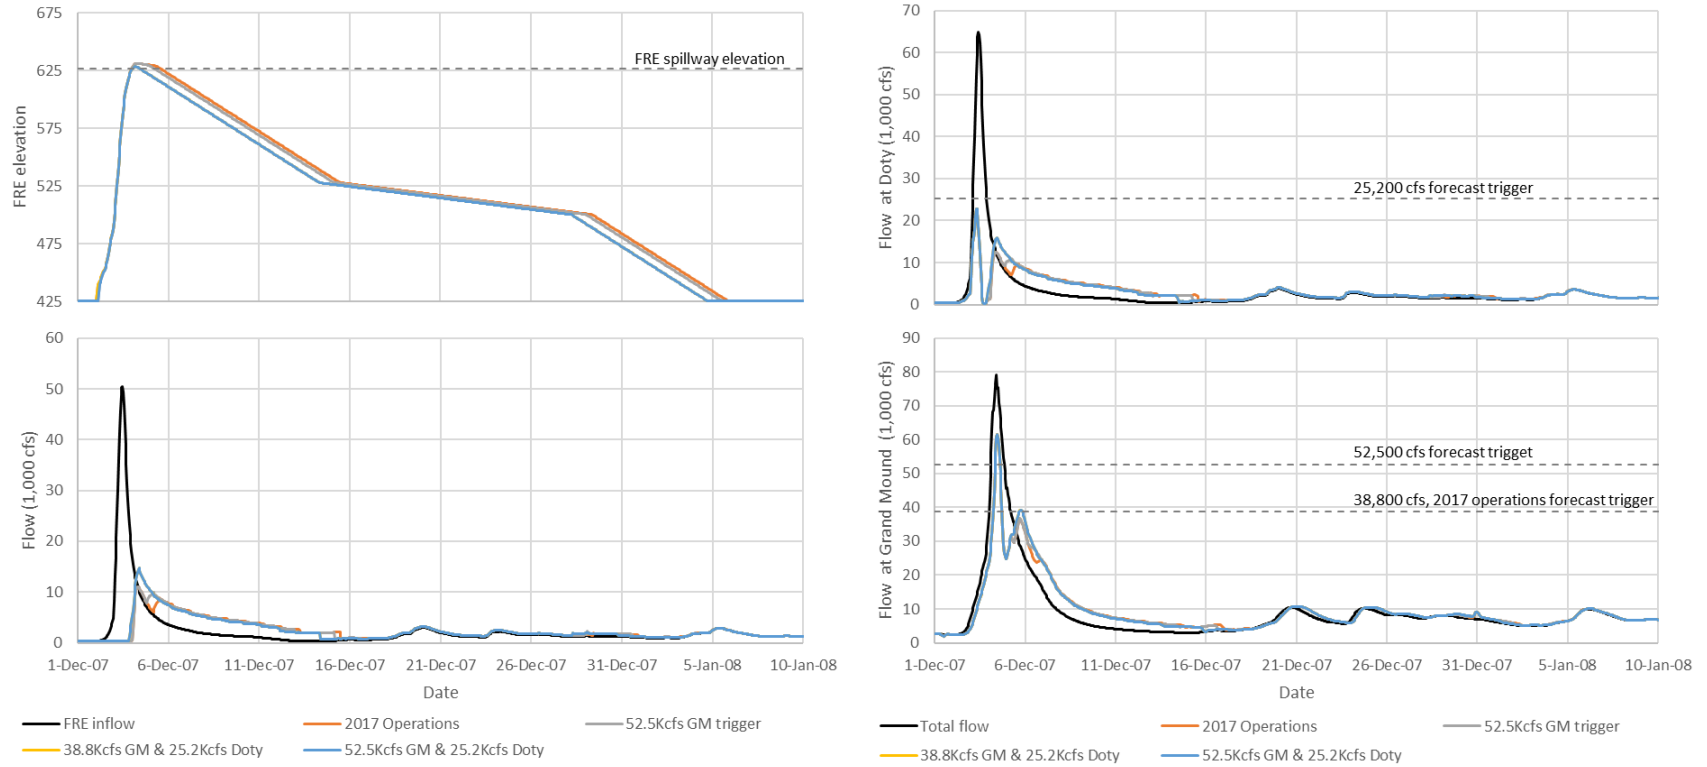 675
625
575
525
475
425
FRE elevation
FRE spillway elevation
60
50
40
30
20
10
0
Flow (1,000 cfs)
1-Dec-07 6-Dec-07 11-Dec-07 16-Dec-07 21-Dec-07 26-Dec-07 31-Dec-07 5-Jan-08 10-Jan-08
Date
FRE inflow 2017 Operations 52.5Kcfs GM trigger
38.8Kcfs GM & 25.2Kcfs Doty 52.5Kcfs GM & 25.2Kcfs Doty
70
60
50
40
30
20
10
0
Flow at Doty (1,000 cfs)
25,200 cfs forecast trigger
90
80
70
60
50
40
30
20
10
0
Flow at Grand Mound (1,000 cfs)
52,500 cfs forecast trigget
38,800 cfs, 2017 operations forecast trigger
1-Dec-07 6-Dec-07 11-Dec-07 16-Dec-07 21-Dec-07 26-Dec-07 31-Dec-07 5-Jan-08 10-Jan-08
Date
Total flow 2017 Operations 52.5Kcfs GM trigger
38.8Kcfs GM & 25.2Kcfs Doty 52.5Kcfs GM & 25.2Kcfs Doty